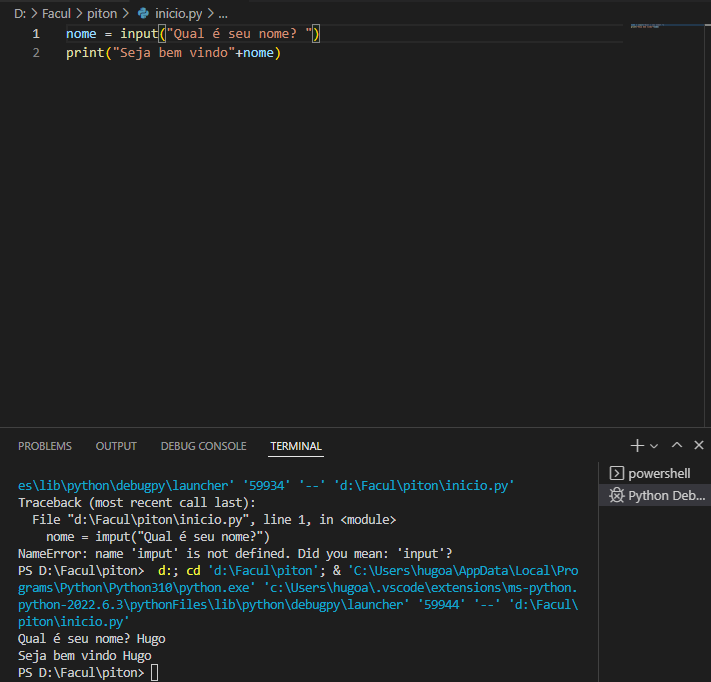 D: > Facul > piton > inicio.py > ...
1 nome = input("Qual é seu nome? ")
2 print("Seja bem vindo"+nome)
PROBLEMS OUTPUT DEBUG CONSOLE TERMINAL
powershell
Python Deb...
es\lib\python\debugpy\launcher' '59934' '--' 'd:\Facul\piton\inicio.py'
Traceback (most recent call last):
File "d:\Facul\piton\inicio.py", line 1, in <module>
nome = imput("Qual é seu nome?")
NameError: name 'imput' is not defined. Did you mean: 'input'?
PS D:\Facul\piton> d:; cd 'd:\Facul\piton'; & 'C:\Users\hugoa\AppData\Local\Pro
grams\Python\Python310\python.exe' 'c:\Users\hugoa\.vscode\extensions\ms-python.
python-2022.6.3\pythonFiles\lib\python\debugpy\launcher' '59944' '--' 'd:\Facul\
piton\inicio.py'
Qual é seu nome? Hugo
Seja bem vindo Hugo
PS D:\Facul\piton>